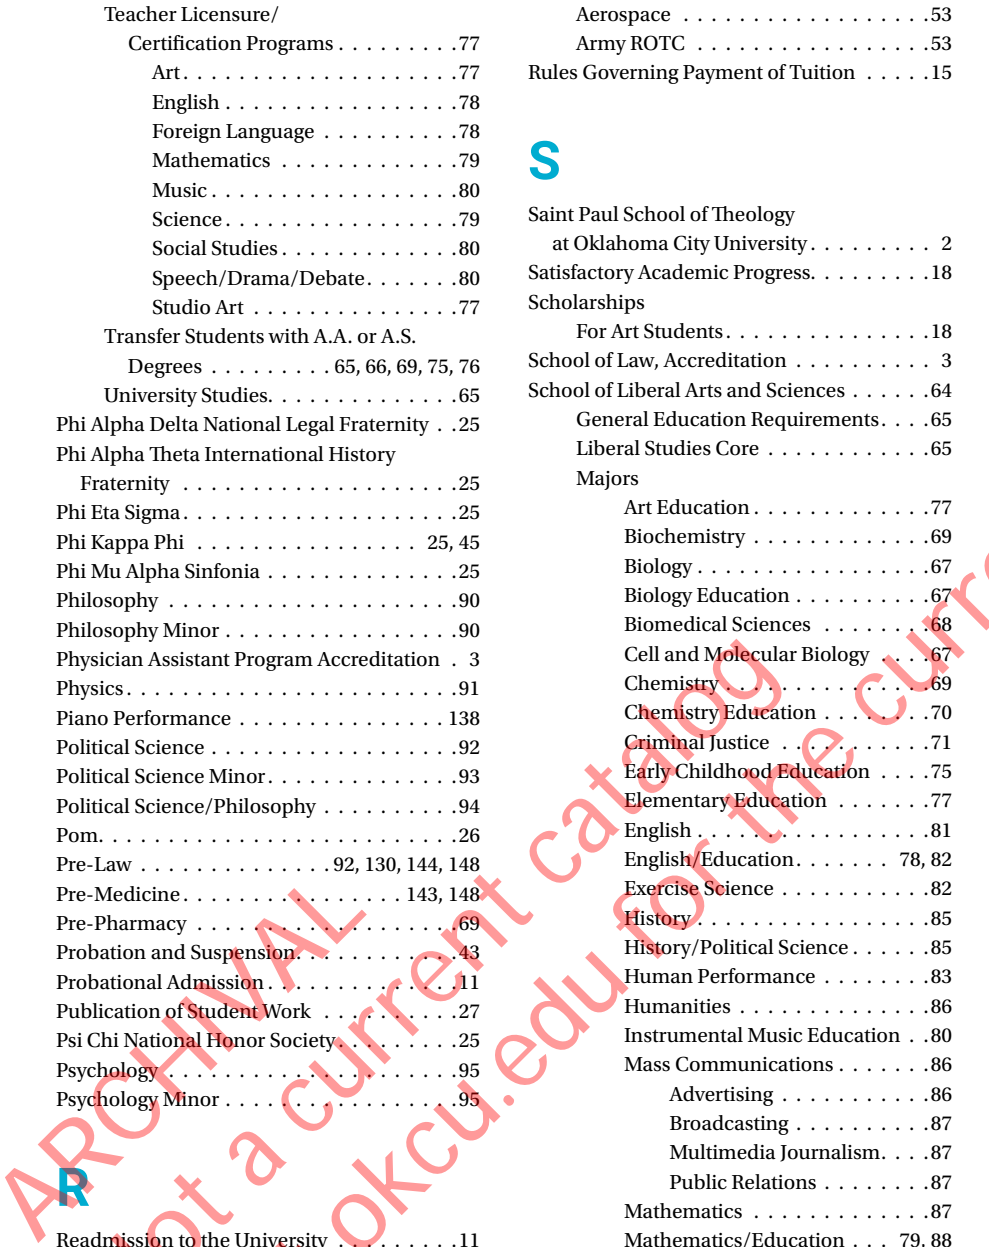 Teacher Licensure/
Certification Programs . . . . . . . . .77
Art . . . . . . . . . . . . . . . . . . . .77
English . . . . . . . . . . . . . . . . .78
Foreign Language . . . . . . . . . .78
Mathematics . . . . . . . . . . . . .79
Music . . . . . . . . . . . . . . . . . .80
Science . . . . . . . . . . . . . . . . .79
Social Studies . . . . . . . . . . . . .80
Speech/Drama/Debate . . . . . . .80
Studio Art . . . . . . . . . . . . . . .77
Transfer Students with A.A. or A.S.
Degrees . . . . . . . . . 65, 66, 69, 75, 76
University Studies. . . . . . . . . . . . . .65
Phi Alpha Delta National Legal Fraternity . .25
Phi Alpha Theta International History
Fraternity . . . . . . . . . . . . . . . . . . . .25
Phi Eta Sigma . . . . . . . . . . . . . . . . . . . .25
Phi Kappa Phi . . . . . . . . . . . . . . . . . 25, 45
Phi Mu Alpha Sinfonia . . . . . . . . . . . . . .25
Philosophy . . . . . . . . . . . . . . . . . . . . .90
Philosophy Minor . . . . . . . . . . . . . . . . .90
Physician Assistant Program Accreditation . 3
Physics . . . . . . . . . . . . . . . . . . . . . . . .91
Piano Performance . . . . . . . . . . . . . . . 138
Political Science . . . . . . . . . . . . . . . . . .92
Political Science Minor . . . . . . . . . . . . . .93
Political Science/Philosophy . . . . . . . . . .94
Pom. . . . . . . . . . . . . . . . . . . . . . . . . .26
Pre-Law . . . . . . . . . . . . . . 92, 130, 144, 148
Pre-Medicine . . . . . . . . . . . . . . . . 143, 148
Pre-Pharmacy . . . . . . . . . . . . . . . . . . .69
Probation and Suspension. . . . . . . . . . . .43
Probational Admission . . . . . . . . . . . . . .11
Publication of Student Work . . . . . . . . . .27
Psi Chi National Honor Society . . . . . . . . .25
Psychology . . . . . . . . . . . . . . . . . . . . .95
Psychology Minor . . . . . . . . . . . . . . . . .95
R
Readmission to the University . . . . . . . . .11
Aerospace . . . . . . . . . . . . . . . . . .53
Army ROTC . . . . . . . . . . . . . . . . .53
Rules Governing Payment of Tuition . . . . .15
S
Saint Paul School of Theology
at Oklahoma City University . . . . . . . . . 2
Satisfactory Academic Progress. . . . . . . . .18
Scholarships
For Art Students . . . . . . . . . . . . . . .18
School of Law, Accreditation . . . . . . . . . . 3
School of Liberal Arts and Sciences . . . . . .64
General Education Requirements . . . .65
Liberal Studies Core . . . . . . . . . . . .65
Majors
Art Education . . . . . . . . . . . . .77
Biochemistry . . . . . . . . . . . . .69
Biology . . . . . . . . . . . . . . . . .67
Biology Education . . . . . . . . . .67
Biomedical Sciences . . . . . . . .68
Cell and Molecular Biology . . . .67
Chemistry . . . . . . . . . . . . . . .69
Chemistry Education . . . . . . . .70
Criminal Justice . . . . . . . . . . .71
Early Childhood Education . . . .75
Elementary Education . . . . . . .77
English . . . . . . . . . . . . . . . . .81
English/Education . . . . . . . 78, 82
Exercise Science . . . . . . . . . . .82
History . . . . . . . . . . . . . . . . .85
History/Political Science . . . . . .85
Human Performance . . . . . . . .83
Humanities . . . . . . . . . . . . . .86
Instrumental Music Education . .80
Mass Communications . . . . . . .86
Advertising . . . . . . . . . . .86
Broadcasting . . . . . . . . . .87
Multimedia Journalism. . . .87
Public Relations . . . . . . . .87
Mathematics . . . . . . . . . . . . .87
Mathematics/Education . . . 79, 88
ARCHIVAL
not a current catalog
okcu.edu for the curre